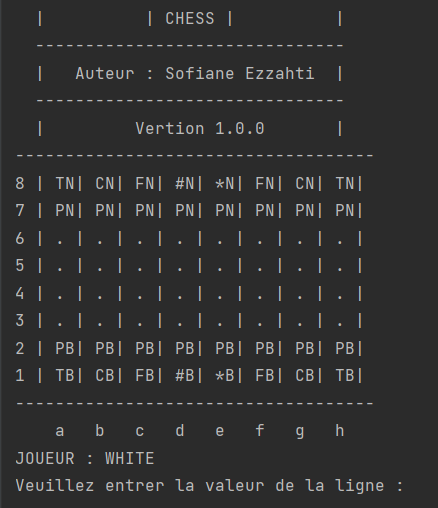 |          | CHESS |          |
-------------------------------
|   Auteur : Sofiane Ezzahti  |
-------------------------------
|         Vertion 1.0.0       |
------------------------------------
8 | TN| CN| FN| #N| *N| FN| CN| TN|
7 | PN| PN| PN| PN| PN| PN| PN| PN|
6 | . | . | . | . | . | . | . | . |
5 | . | . | . | . | . | . | . | . |
4 | . | . | . | . | . | . | . | . |
3 | . | . | . | . | . | . | . | . |
2 | PB| PB| PB| PB| PB| PB| PB| PB|
1 | TB| CB| FB| #B| *B| FB| CB| TB|
------------------------------------
a   b   c   d   e   f   g   h
JOUEUR : WHITE
Veuillez entrer la valeur de la ligne :